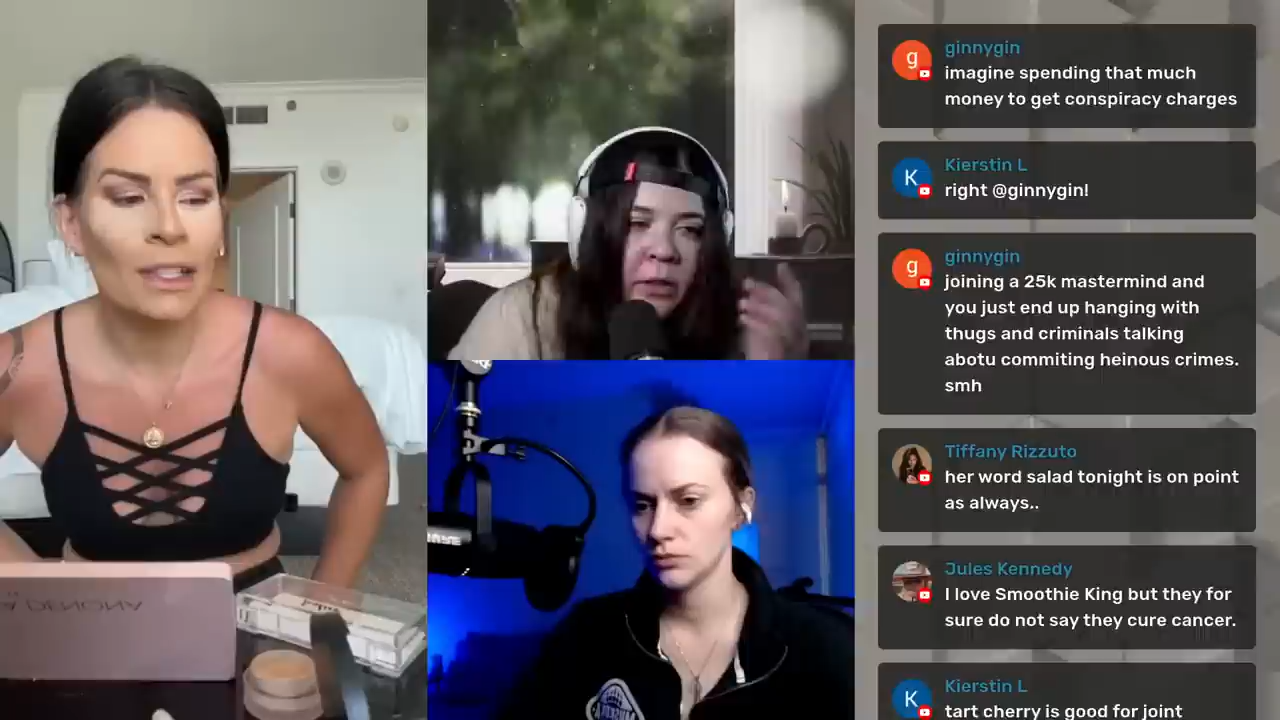 ginnygin
imagine spending that much
money to get conspiracy charges
Kierstin L
right @ginnygin!
ginnygin
joining a 25k mastermind and
you just end up hanging with
thugs and criminals talking
abotu commiting heinous crimes.
smh
Tiffany Rizzuto
her word salad tonight is on point
as always..
Jules Kennedy
I love Smoothie King but they for
sure do not say they cure cancer.
Kierstin L
tart cherry is good for joint